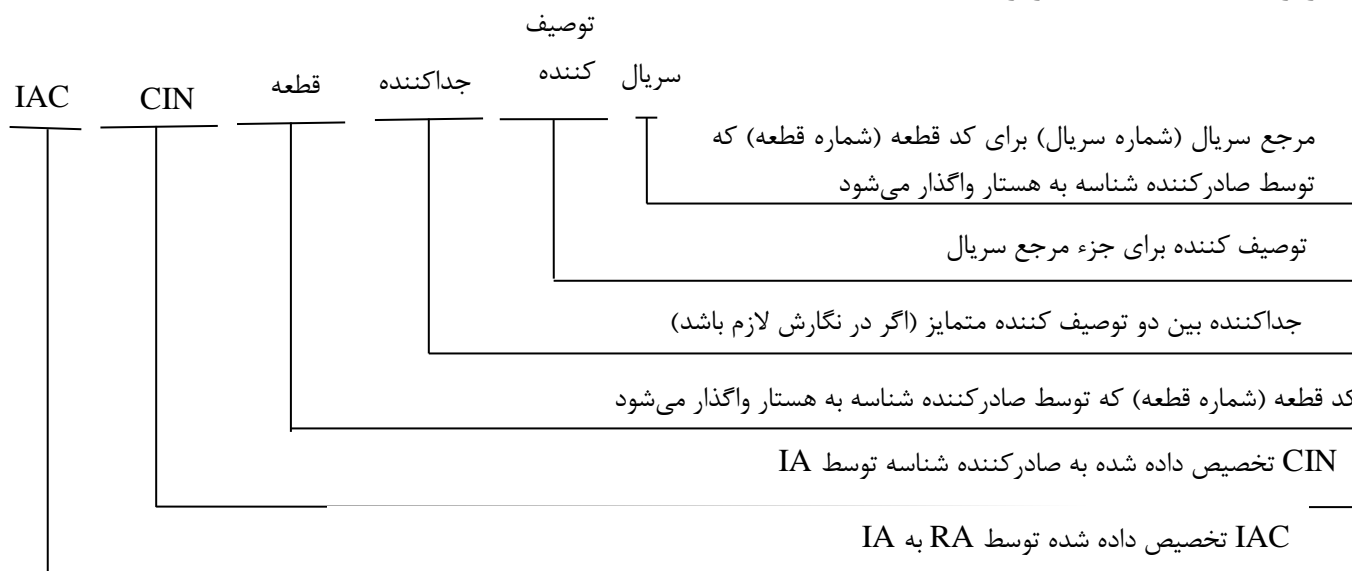 توصیف
کننده
IAC CIN قطعه جداکننده سریال
مرجع سریال (شماره سریال) برای کد قطعه (شماره قطعه) که
توسط صادرکننده شناسه به هستار واگذار می‌شود
توصیف کننده برای جزء مرجع سریال
جداکننده بین دو توصیف کننده متمایز (اگر در نگارش لازم باشد)
کد قطعه (شماره قطعه) که توسط صادرکننده شناسه به هستار واگذار می‌شود
CIN تخصیص داده شده به صادرکننده شناسه توسط IA
IAC تخصیص داده شده توسط RA به IA